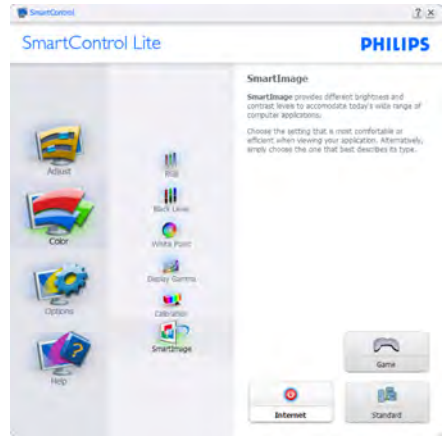 SmartControl
SmartControl Lite
PHILIPS
SmartImage
SmartImage provides different brightness and
contrast levels to accomodate today's wide range of
computer applications.
Choose the setting that is most comfortable or
efficient when viewing your application. Alternatively,
simply choose the one that best describes its type.
Adjust
Color
Options
Help
RGB
Black Level
White Point
Display Gamma
Calibration
SmartImage
Game
Internet
Standard